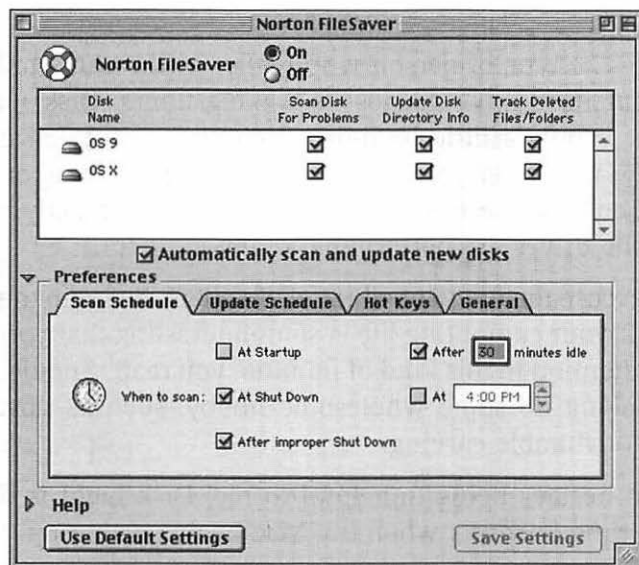 Norton FileSaver
Norton FileSaver
On
Off
Disk Name
Scan Disk For Problems
Update Disk Directory Info
Track Deleted Files/Folders
OS 9
OS X
Automatically scan and update new disks
Preferences
Scan Schedule
Update Schedule
Hot Keys
General
When to scan:
At Startup
At Shut Down
After improper Shut Down
After 30 minutes idle
At 4:00 PM
Help
Use Default Settings
Save Settings